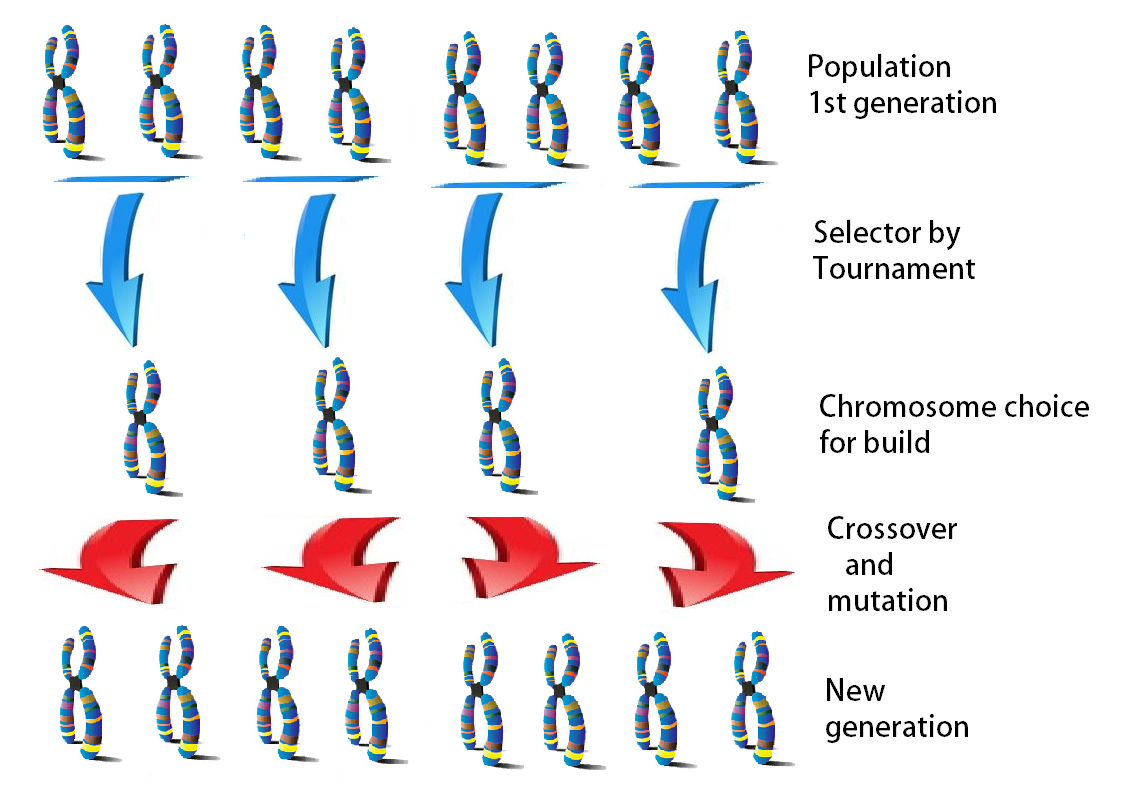 Population
1st generation
Selector by
Tournament
Chromosome choice
for build
Crossover
and
mutation
New
generation